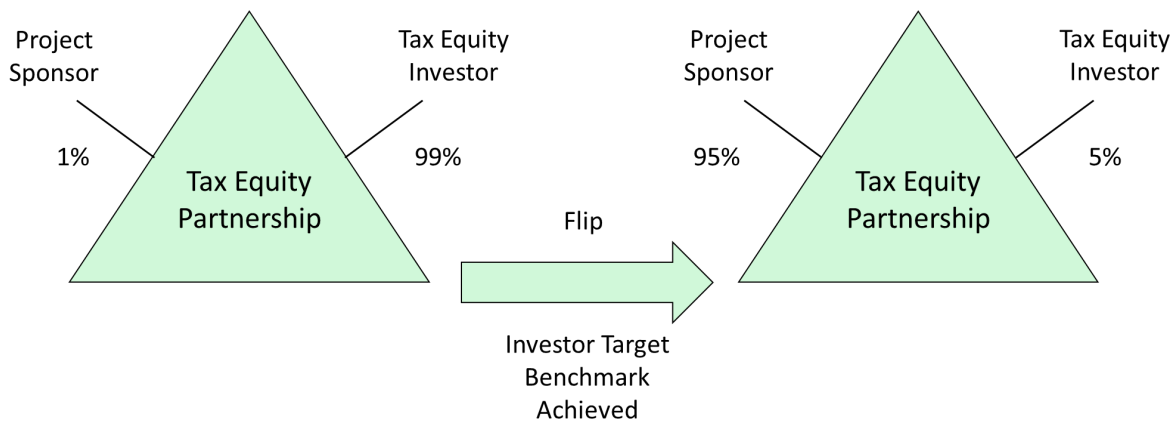 Project
Sponsor
1%
Tax Equity
Investor
99%
Tax Equity
Partnership
Flip
Investor Target
Benchmark
Achieved
Project
Sponsor
95%
Tax Equity
Investor
5%
Tax Equity
Partnership